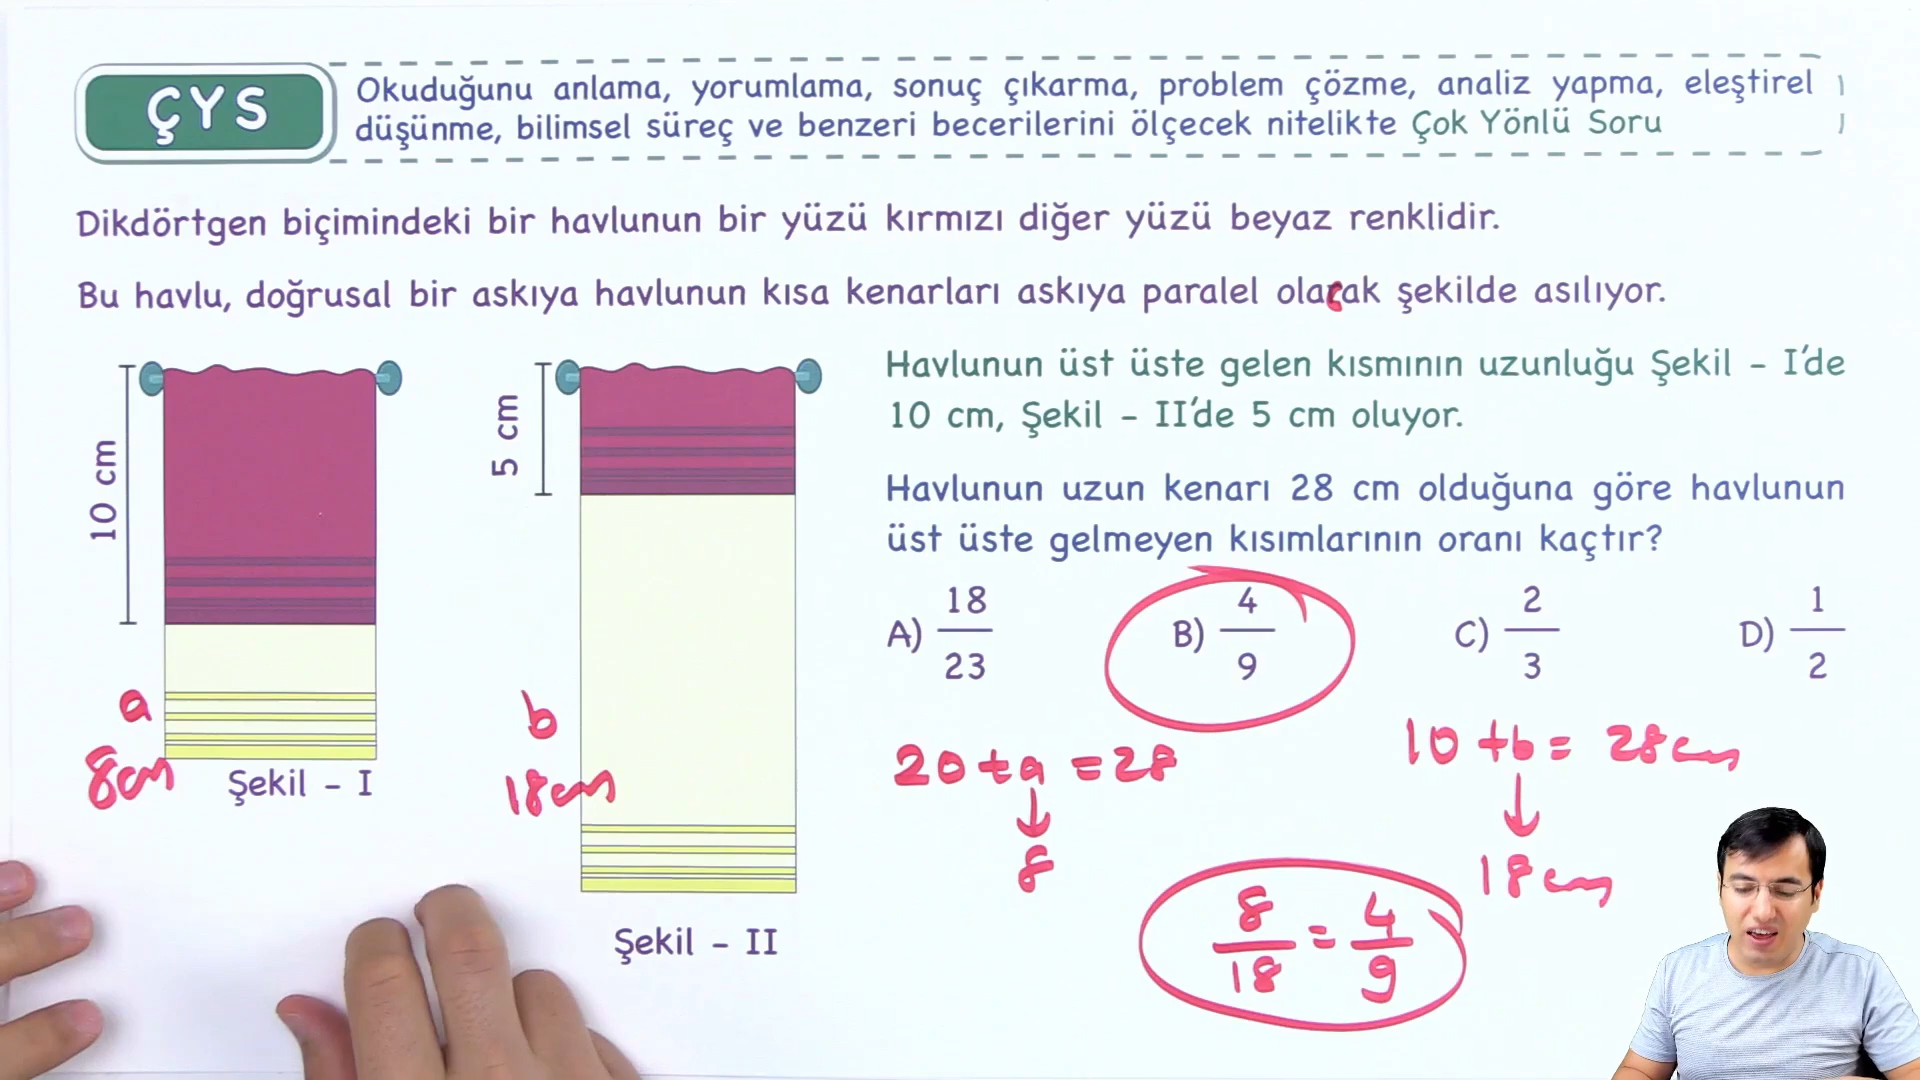 ÇYS
Okuduğunu anlama, yorumlama, sonuç çıkarma, problem çözme, analiz yapma, eleştirel
düşünme, bilimsel süreç ve benzeri becerilerini ölçecek nitelikte Çok Yönlü Soru
Dikdörtgen biçimindeki bir havlunun bir yüzü kırmızı diğer yüzü beyaz renklidir.
Bu havlu, doğrusal bir askıya havlunun kısa kenarları askıya paralel olacak şekilde asılıyor.
10 cm
a
8cm
Şekil - I
5 cm
b
18cm
Şekil - II
Havlunun üst üste gelen kısmının uzunluğu Şekil - I'de
10 cm, Şekil - II'de 5 cm oluyor.
Havlunun uzun kenarı 28 cm olduğuna göre havlunun
üst üste gelmeyen kısımlarının oranı kaçtır?
A) 18/23 B) 4/9 C) 2/3 D) 1/2
20 + a = 28
8
10 + b = 28cm
18cm
8/18 = 4/9